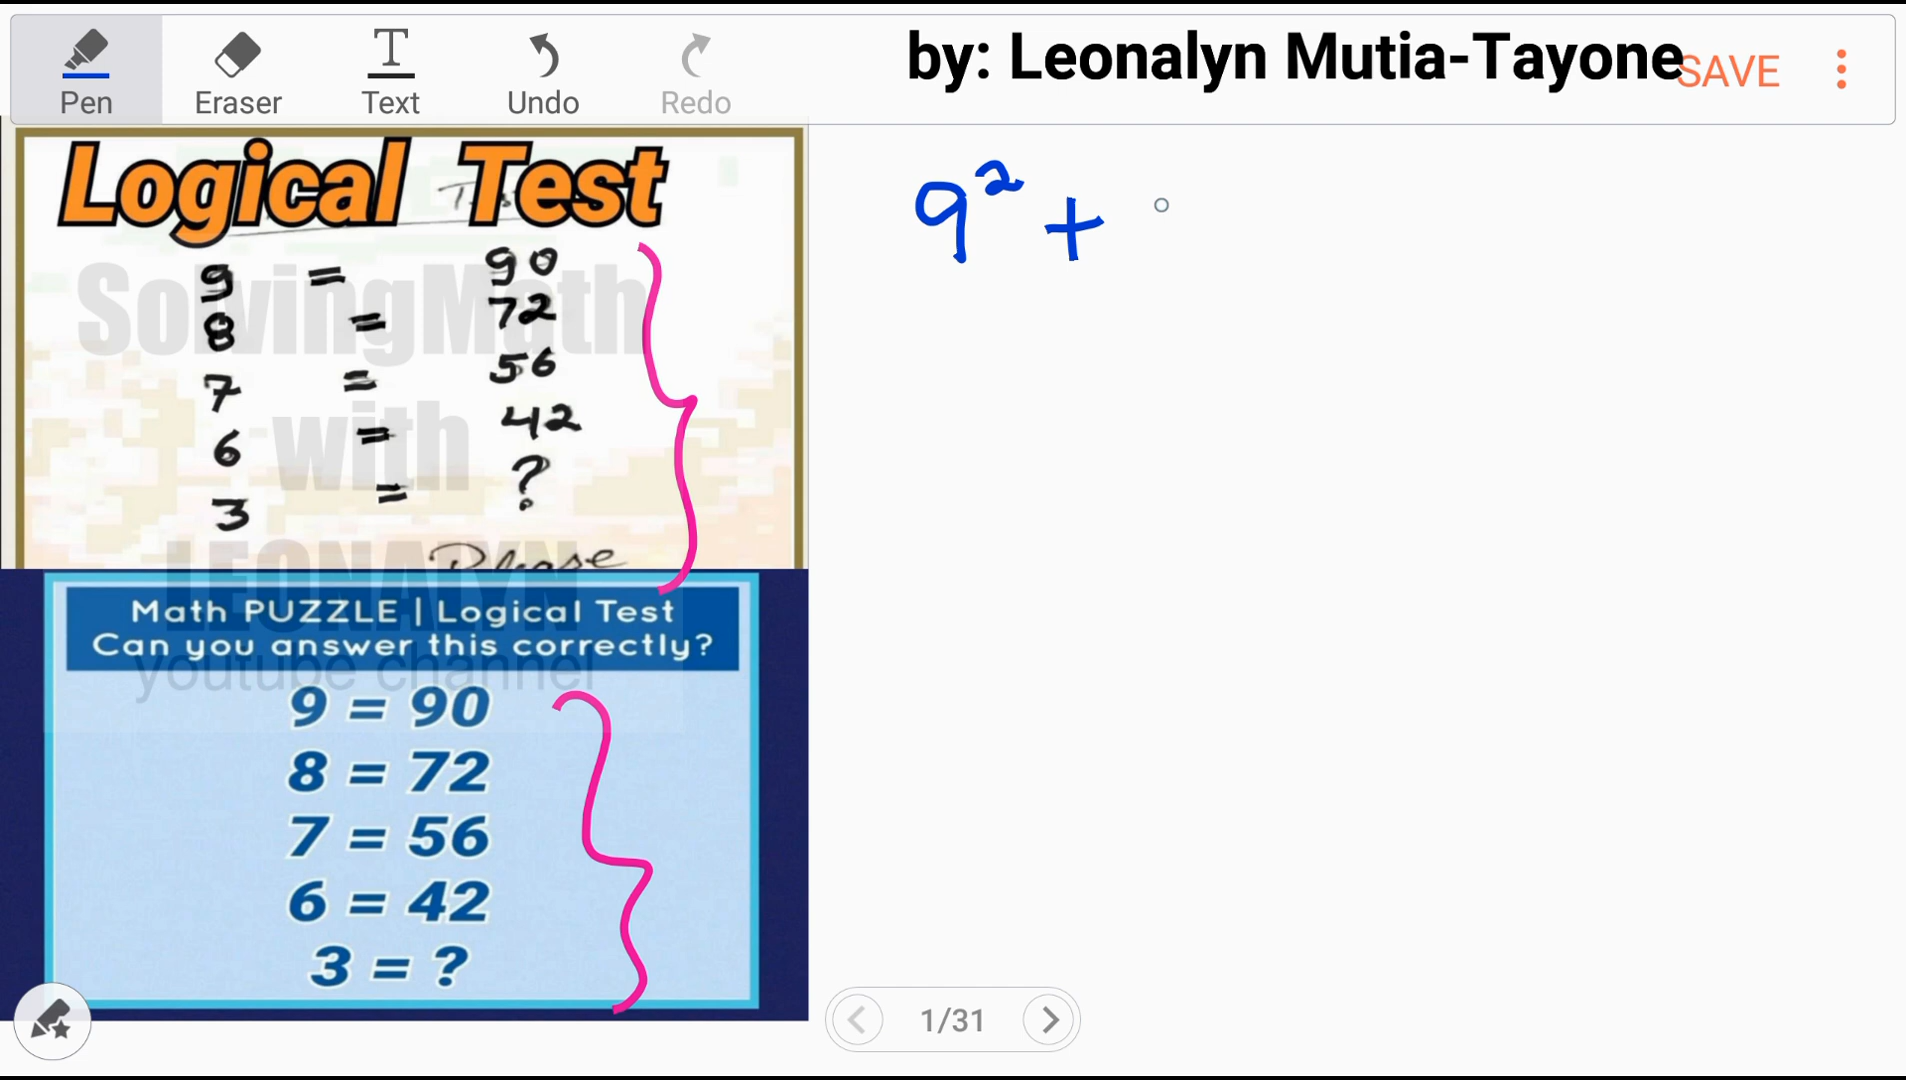 Pen
Eraser
Text
Undo
Redo
by: Leonalyn Mutia-Tayone
SAVE
Logical Test
9 = 90
8 = 72
7 = 56
6 = 42
3 = ?
Please
SolvingMath
with
LEONALYN
youtube channel
Math PUZZLE | Logical Test
Can you answer this correctly?
9 = 90
8 = 72
7 = 56
6 = 42
3 = ?
9² +
1/31